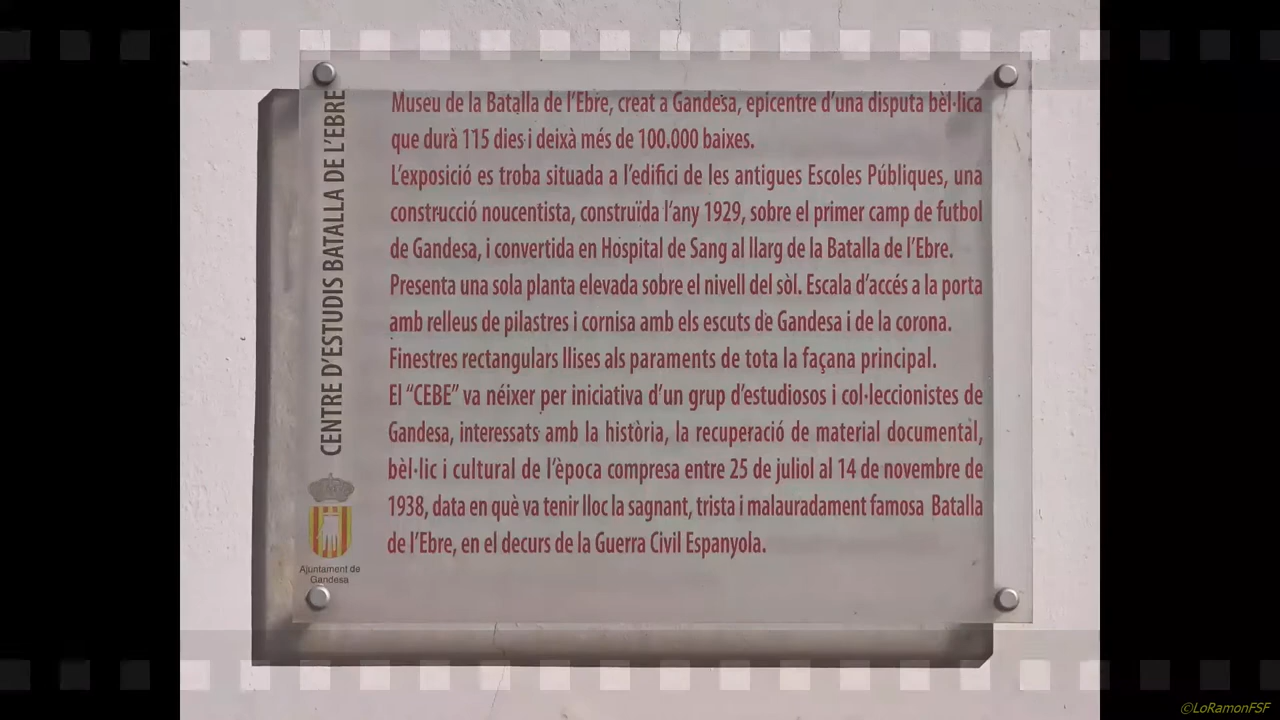 CENTRE D'ESTUDIS BATALLA DE L'EBRE
Museu de la Batalla de l'Ebre, creat a Gandesa, epicentre d'una disputa bèl·lica
que durà 115 dies i deixà més de 100.000 baixes.
L'exposició es troba situada a l'edifici de les antigues Escoles Públiques, una
construcció noucentista, construïda l'any 1929, sobre el primer camp de futbol
de Gandesa, i convertida en Hospital de Sang al llarg de la Batalla de l'Ebre.
Presenta una sola planta elevada sobre el nivell del sòl. Escala d'accés a la porta
amb relleus de pilastres i cornisa amb els escuts de Gandesa i de la corona.
Finestres rectangulars llises als paraments de tota la façana principal.
El “CEBE” va néixer per iniciativa d'un grup d'estudiosos i col·leccionistes de
Gandesa, interessats amb la història, la recuperació de material documental,
bèl·lic i cultural de l'època compresa entre 25 de juliol al 14 de novembre de
1938, data en què va tenir lloc la sagnant, trista i malauradament famosa Batalla
de l'Ebre, en el decurs de la Guerra Civil Espanyola.
Ajuntament de
Gandesa
©LoRamonFSF